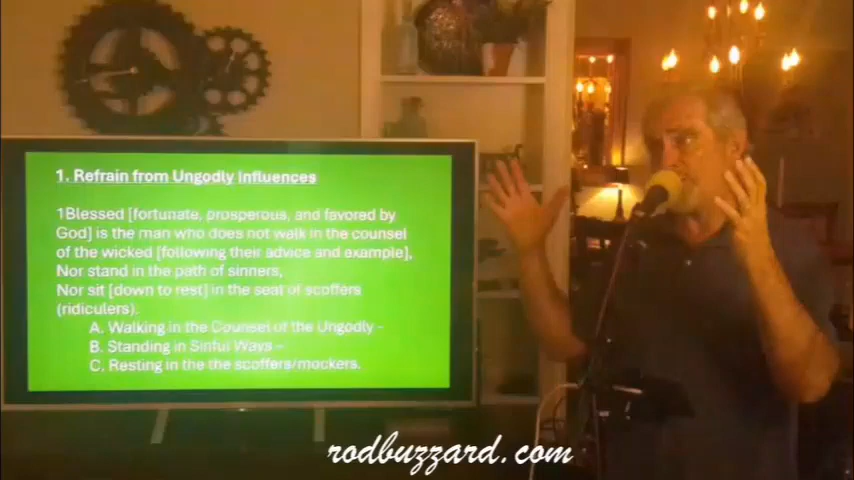 1. Refrain from Ungodly Influences
1Blessed [fortunate, prosperous, and favored by
God] is the man who does not walk in the counsel
of the wicked [following their advice and example],
Nor stand in the path of sinners,
Nor sit [down to rest] in the seat of scoffers
(ridiculers).
A. Walking in the Counsel of the Ungodly -
B. Standing in Sinful Ways -
C. Resting in the the scoffers/mockers.
rodbuzzard.com